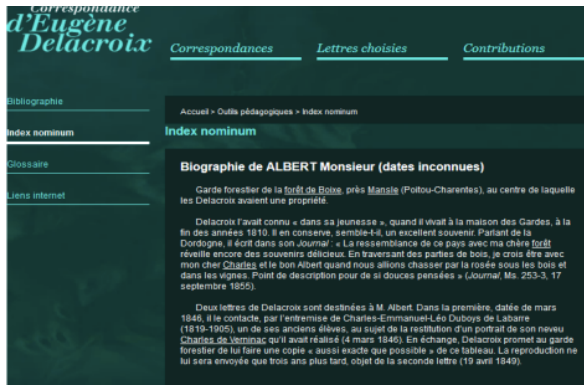 Correspondance
d'Eugène
Delacroix
Correspondances
Lettres choisies
Contributions
Bibliographie
Index nominum
Glossaire
Liens internet
Accueil > Outils pédagogiques > Index nominum
Index nominum
Biographie de ALBERT Monsieur (dates inconnues)
Garde forestier de la forêt de Boixe, près Mansle (Poitou-Charentes), au centre de laquelle
les Delacroix avaient une propriété.
Delacroix l'avait connu « dans sa jeunesse », quand il vivait à la maison des Gardes, à la
fin des années 1810. Il en conserve, semble-t-il, un excellent souvenir. Parlant de la
Dordogne, il écrit dans son Journal : « La ressemblance de ce pays avec ma chère forêt
réveille encore des souvenirs délicieux. En traversant des parties de bois, je crois être avec
mon cher Charles et le bon Albert quand nous allions chasser par la rosée sous les bois et
dans les vignes. Point de description pour de si douces pensées » (Journal, Ms. 253-3, 17
septembre 1855).
Deux lettres de Delacroix sont destinées à M. Albert. Dans la première, datée de mars
1846, il le contacte, par l'entremise de Charles-Emmanuel-Léo Duboys de Labarre
(1819-1905), un de ses anciens élèves, au sujet de la restitution d'un portrait de son neveu
Charles de Verninac qu'il avait réalisé (4 mars 1846). En échange, Delacroix promet au garde
forestier de lui faire une copie « aussi exacte que possible » de ce tableau. La reproduction ne
lui sera envoyée que trois ans plus tard, objet de la seconde lettre (19 avril 1849).